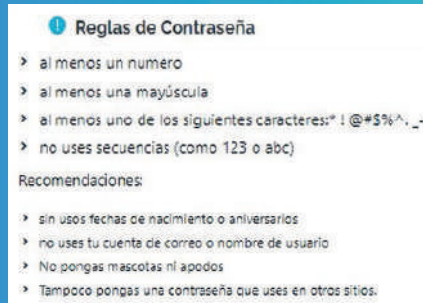 Reglas de Contraseña
al menos un numero
al menos una mayúscula
al menos uno de los siguientes caracteres:* ! @#$%^. _-
no uses secuencias (como 123 o abc)
Recomendaciones:
sin usos fechas de nacimiento o aniversarios
no uses tu cuenta de correo o nombre de usuario
No pongas mascotas ni apodos
Tampoco pongas una contraseña que uses en otros sitios.